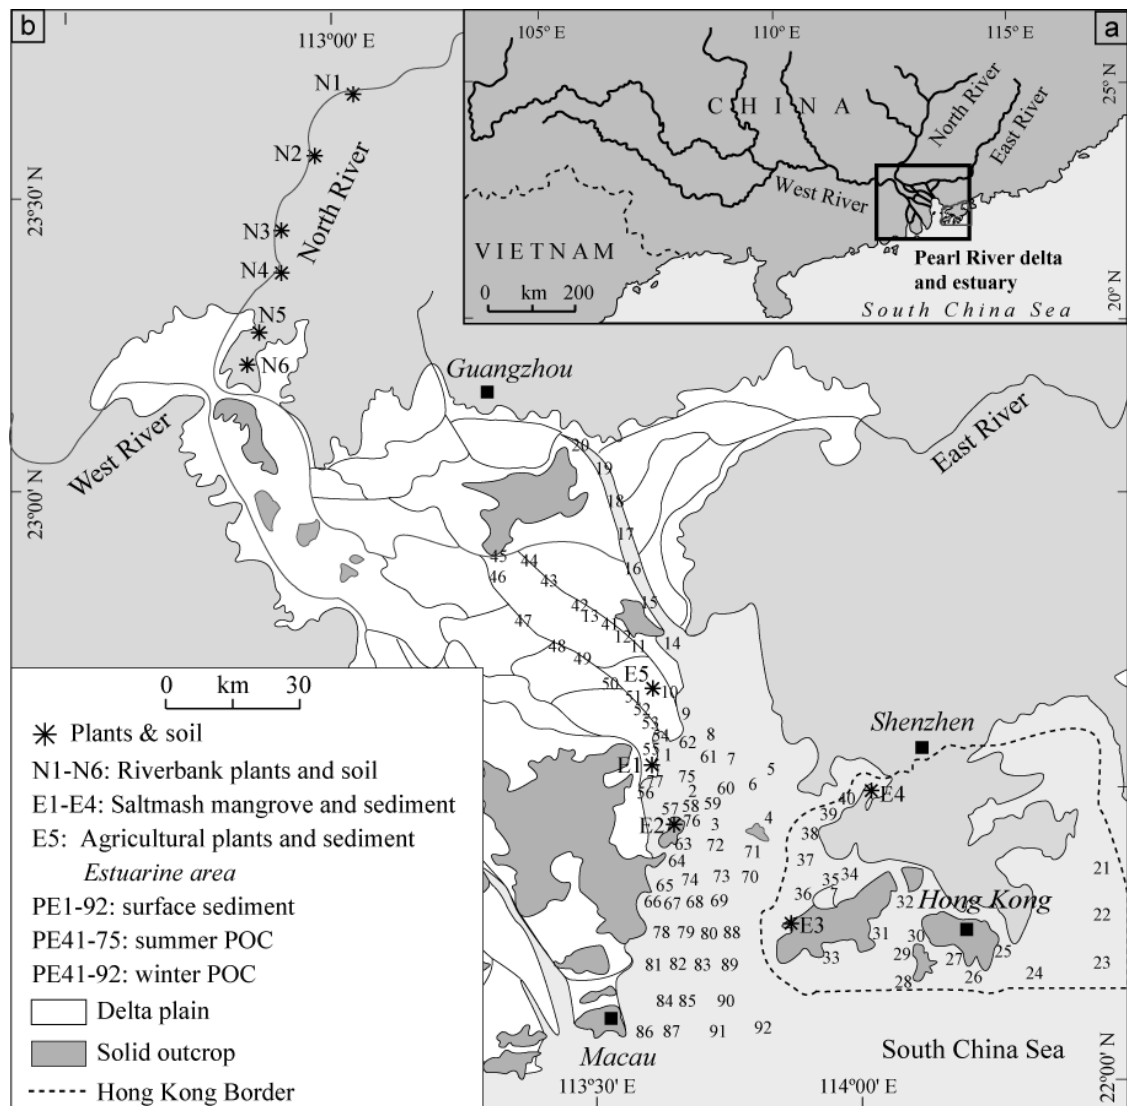 b
113°00' E
105° E
110° E
115° E
a
25° N
20° N
CHINA
North River
East River
West River
VIETNAM
Pearl River delta
and estuary
South China Sea
0 km 200
N1
N2
N3
N4
N5
N6
North River
23°30' N
Guangzhou
West River
East River
23°00' N
20
19
18
17
16
15
14
45
44
46
43
42
13
41
47
12
11
48
49
50
E5
10
51
52
9
53
54
8
62
55
1
61
7
5
E1
77
75
56
2
60
6
57
58
59
E2
76
3
4
63
72
71
64
65
74
73
70
66
67
68
69
78
79
80
88
81
82
83
89
84
85
90
86
87
91
92
Shenzhen
E4
40
39
38
37
36
35
34
21
32
Hong Kong
22
E3
31
30
33
29
28
27
26
25
24
23
Macau
South China Sea
113°30' E
114°00' E
22°00' N
0 km 30
Plants & soil
N1-N6: Riverbank plants and soil
E1-E4: Saltmash mangrove and sediment
E5: Agricultural plants and sediment
Estuarine area
PE1-92: surface sediment
PE41-75: summer POC
PE41-92: winter POC
Delta plain
Solid outcrop
Hong Kong Border